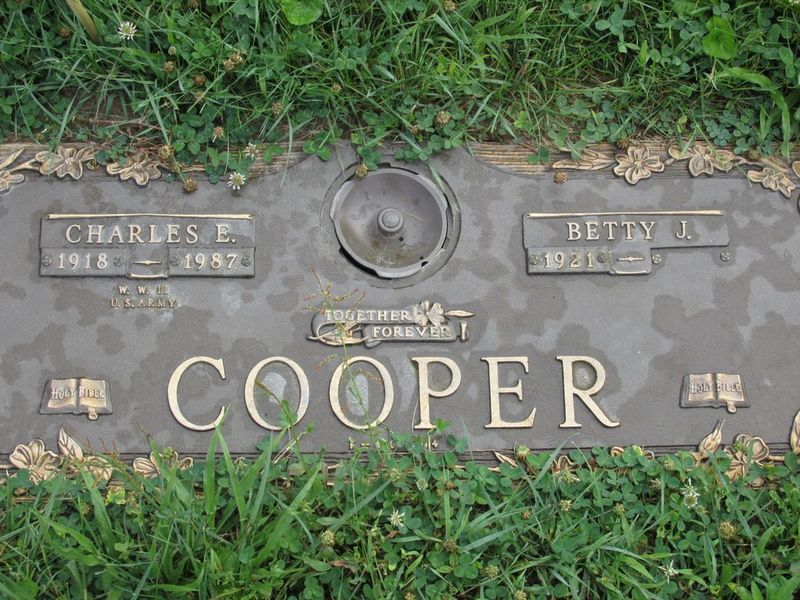 CHARLES E.
1918 1987
W. W. II
U. S. ARMY
BETTY J.
1921
TOGETHER
FOREVER
COOPER
HOLY BIBLE
HOLY BIBLE